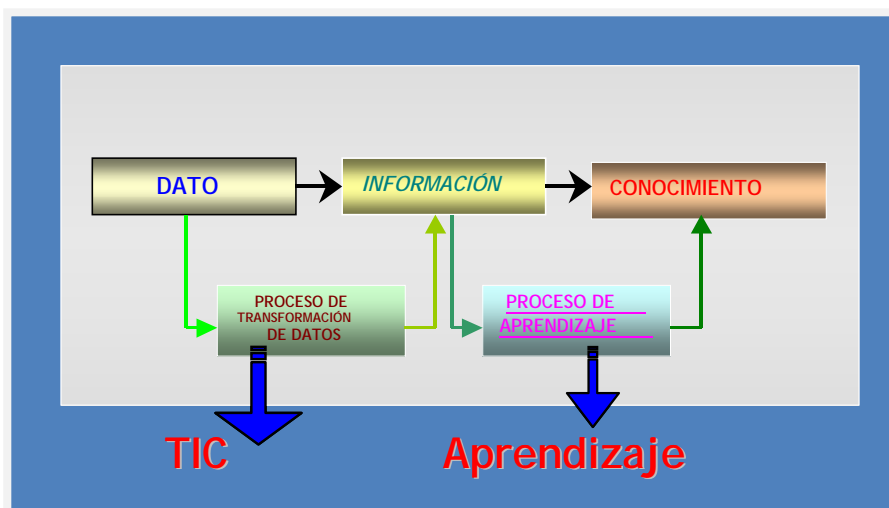 DATO
INFORMACIÓN
CONOCIMIENTO
PROCESO DE
TRANSFORMACIÓN
DE DATOS
PROCESO DE
APRENDIZAJE
TIC
Aprendizaje